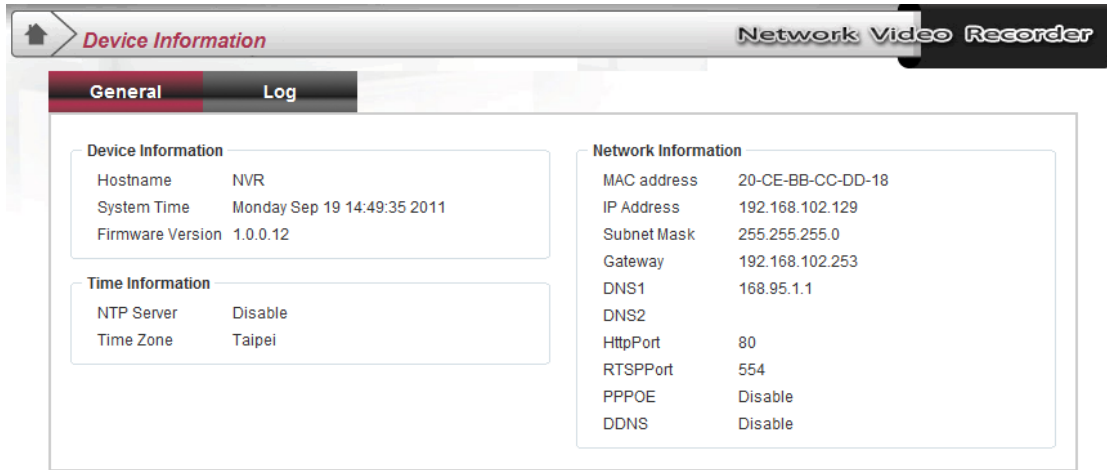 Device Information
Network Video Recorder
General Log
Device Information
Hostname NVR
System Time Monday Sep 19 14:49:35 2011
Firmware Version 1.0.0.12
Time Information
NTP Server Disable
Time Zone Taipei
Network Information
MAC address 20-CE-BB-CC-DD-18
IP Address 192.168.102.129
Subnet Mask 255.255.255.0
Gateway 192.168.102.253
DNS1 168.95.1.1
DNS2
HttpPort 80
RTSPPort 554
PPPOE Disable
DDNS Disable